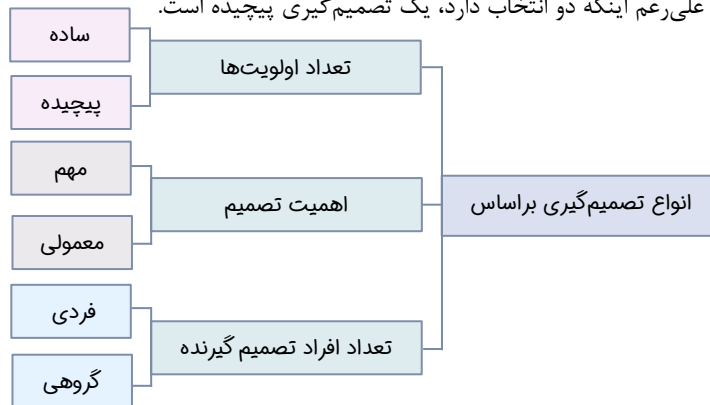 علی‌رغم اینکه دو انتخاب دارد، یک تصمیم‌گیری پیچیده است.
انواع تصمیم‌گیری براساس
تعداد اولویت‌ها
ساده
پیچیده
اهمیت تصمیم
مهم
معمولی
تعداد افراد تصمیم گیرنده
فردی
گروهی